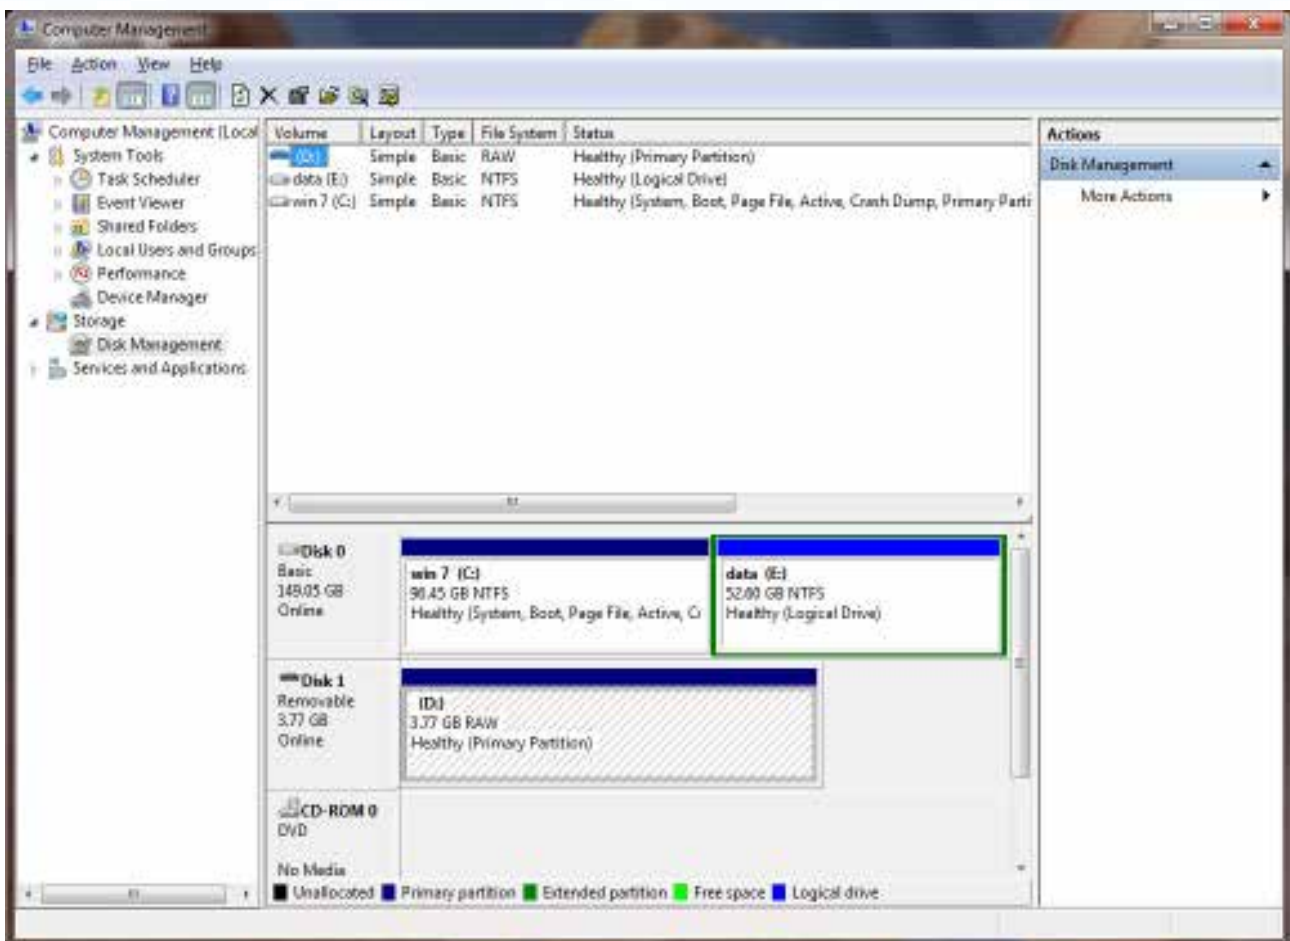 Computer Management
File Action View Help
Computer Management (Local
System Tools
Task Scheduler
Event Viewer
Shared Folders
Local Users and Groups
Performance
Device Manager
Storage
Disk Management
Services and Applications
Volume Layout Type File System Status
(D:) Simple Basic RAW Healthy (Primary Partition)
data (E:) Simple Basic NTFS Healthy (Logical Drive)
win 7 (C:) Simple Basic NTFS Healthy (System, Boot, Page File, Active, Crash Dump, Primary Parti
Disk 0
Basic
149.05 GB
Online
win 7 (C:)
96.45 GB NTFS
Healthy (System, Boot, Page File, Active, Cr
data (E:)
52.60 GB NTFS
Healthy (Logical Drive)
Disk 1
Removable
3.77 GB
Online
(D:)
3.77 GB RAW
Healthy (Primary Partition)
CD-ROM 0
DVD
No Media
Unallocated Primary partition Extended partition Free space Logical drive
Actions
Disk Management
More Actions